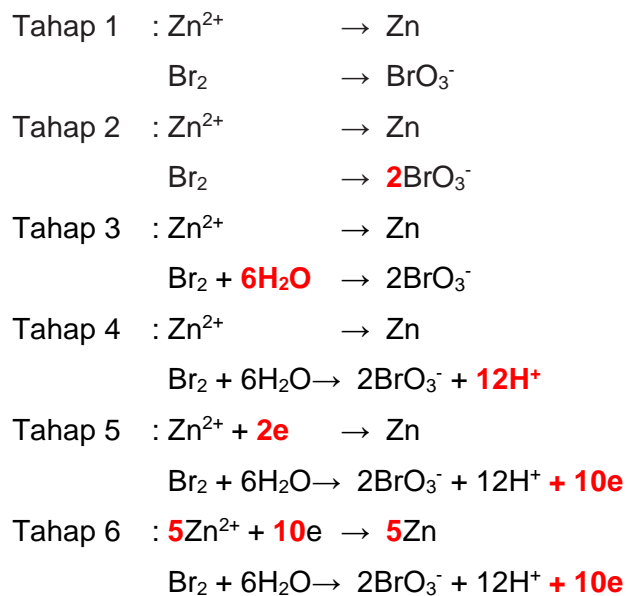 Tahap 1 : Zn²⁺ → Zn
Br₂ → BrO₃⁻
Tahap 2 : Zn²⁺ → Zn
Br₂ → 2BrO₃⁻
Tahap 3 : Zn²⁺ → Zn
Br₂ + 6H₂O → 2BrO₃⁻
Tahap 4 : Zn²⁺ → Zn
Br₂ + 6H₂O → 2BrO₃⁻ + 12H⁺
Tahap 5 : Zn²⁺ + 2e → Zn
Br₂ + 6H₂O → 2BrO₃⁻ + 12H⁺ + 10e
Tahap 6 : 5Zn²⁺ + 10e → 5Zn
Br₂ + 6H₂O → 2BrO₃⁻ + 12H⁺ + 10e